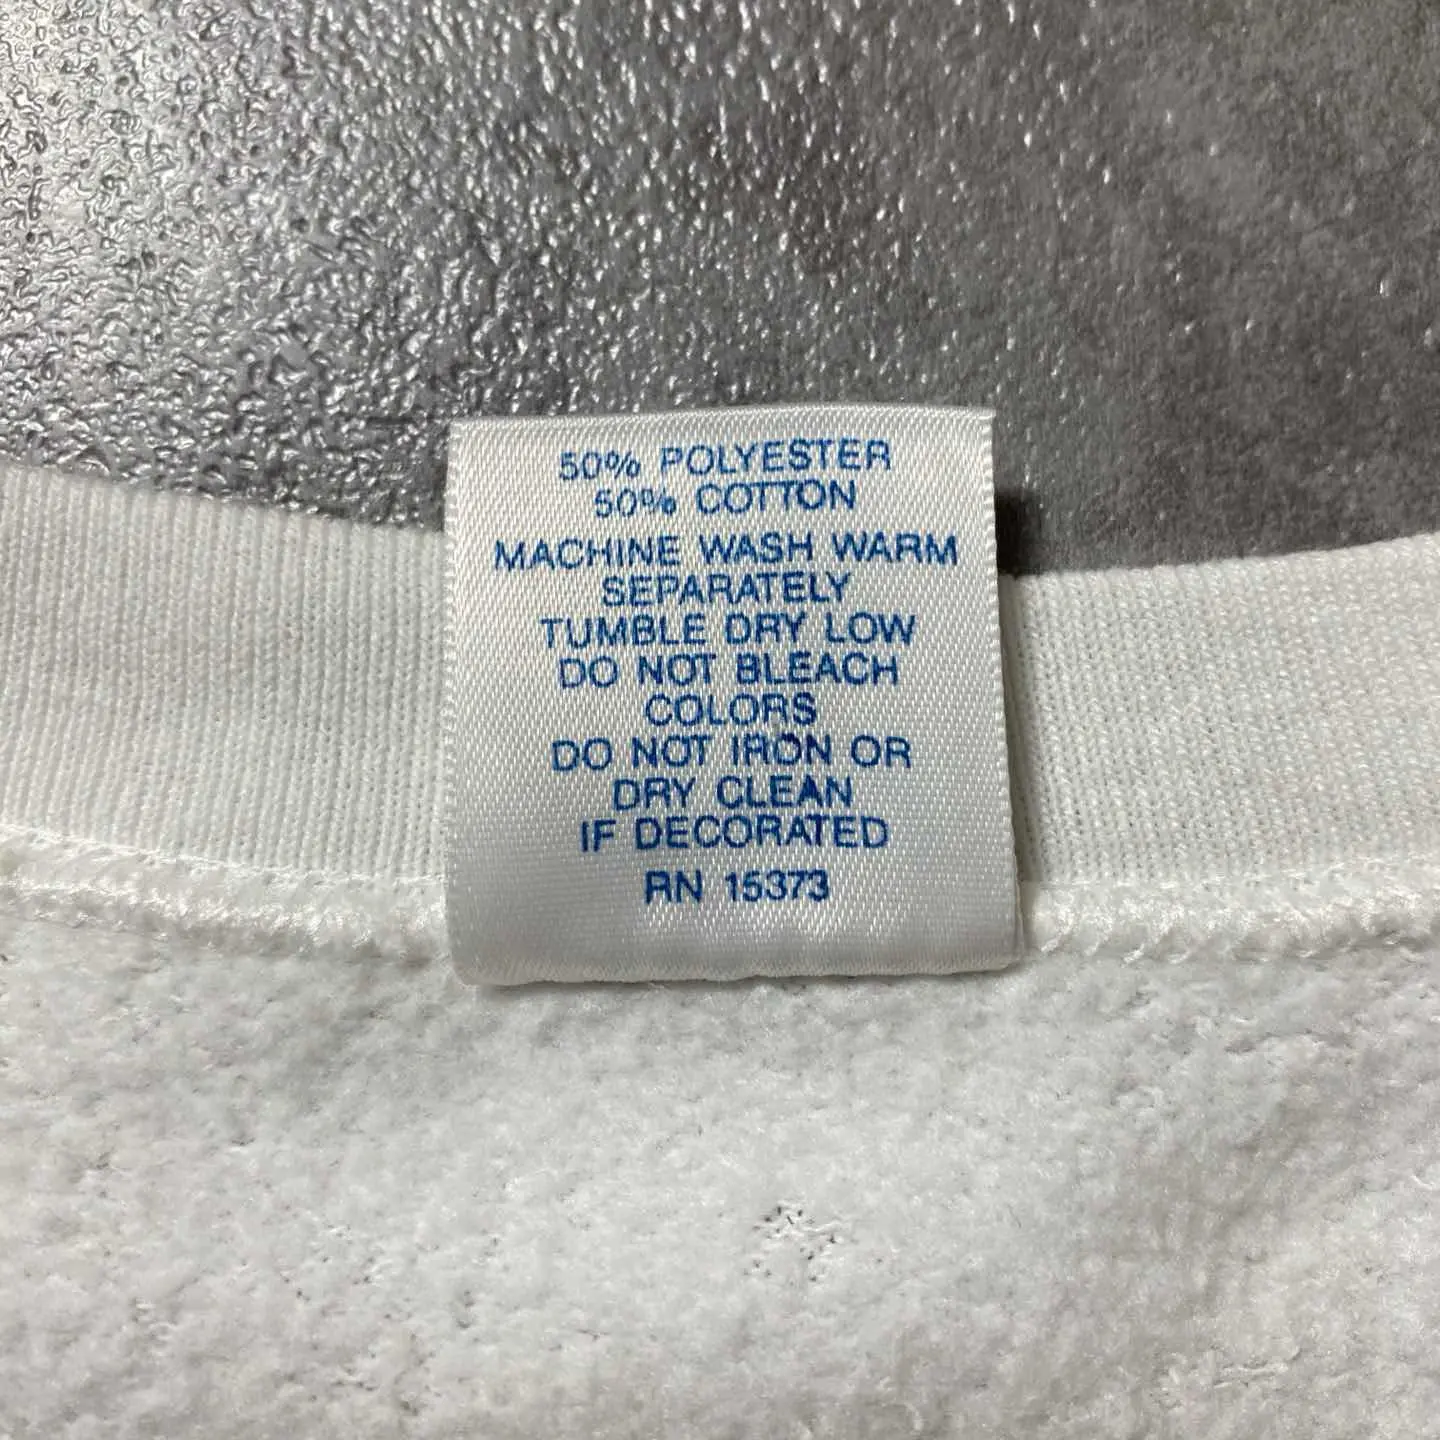 50% POLYESTER
50% COTTON
MACHINE WASH WARM
SEPARATELY
TUMBLE DRY LOW
DO NOT BLEACH
COLORS
DO NOT IRON OR
DRY CLEAN
IF DECORATED
RN 15373